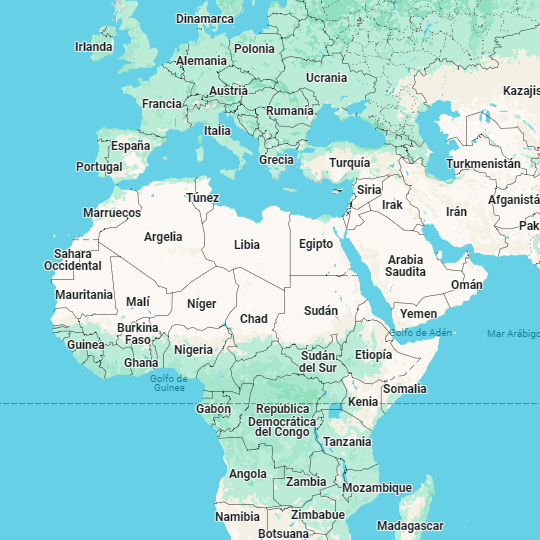 Dinamarca
Irlanda
Polonia
Alemania
Ucrania
Austria
Kazajis
Francia
Rumanía
Italia
España
Grecia
Portugal
Turquía
Turkmenistán
Siria
Túnez
Afganistá
Irak
Irán
Marruecos
Pak
Argelia
Libia
Egipto
Sahara
Occidental
Arabia
Saudita
Omán
Mauritania
Malí
Níger
Chad
Sudán
Yemen
Burkina
Faso
Golfo de Adén
Mar Arábigo
Guinea
Nigeria
Sudán
del Sur
Etiopía
Ghana
Golfo de
Guinea
Somalia
Kenia
Gabón
República
Democrática
del Congo
Tanzania
Angola
Zambia
Mozambique
Namibia
Zimbabue
Madagascar
Botsuana